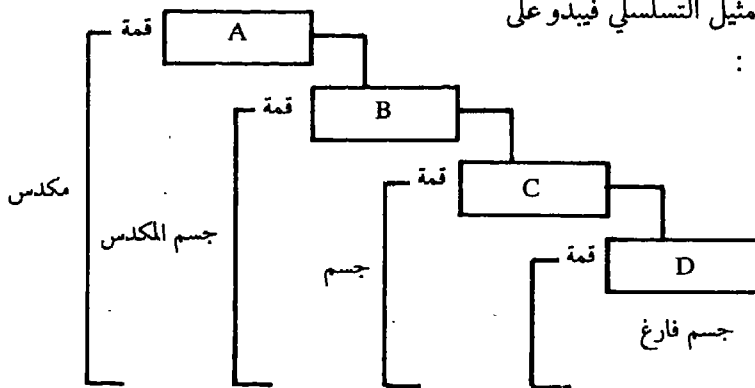 مثيل التسلسلي فيبدو على
:
قمة A
قمة B
مكدس
جسم المكدس
قمة C
جسم
قمة D
جسم فارغ